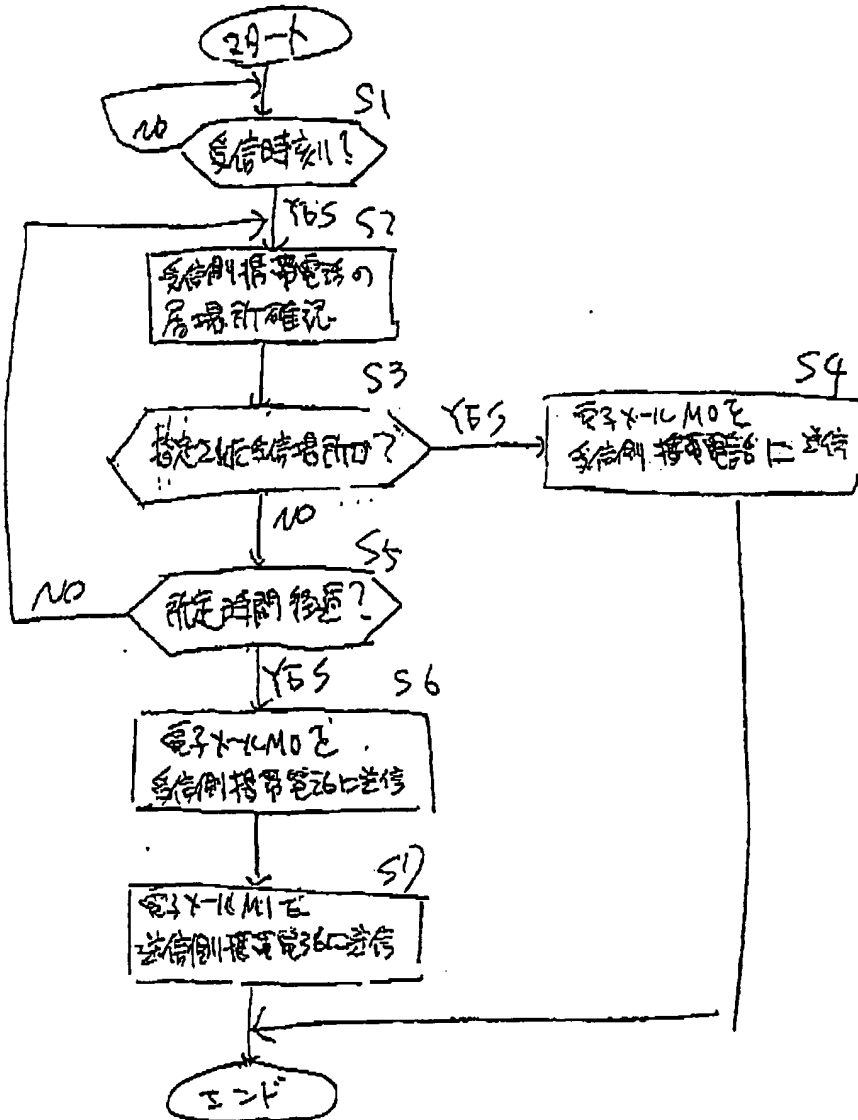 スタート
S1
NO
受信時刻?
YES
S2
受信側携帯電話の
居場所確認
S3
指定された受信場所か?
YES
S4
電子メールM0を
受信側携帯電話に送信
NO
S5
所定時間経過?
NO
YES
S6
電子メールM0を
受信側携帯電話に送信
S7
電子メールM1を
送信側携帯電話に送信
エンド